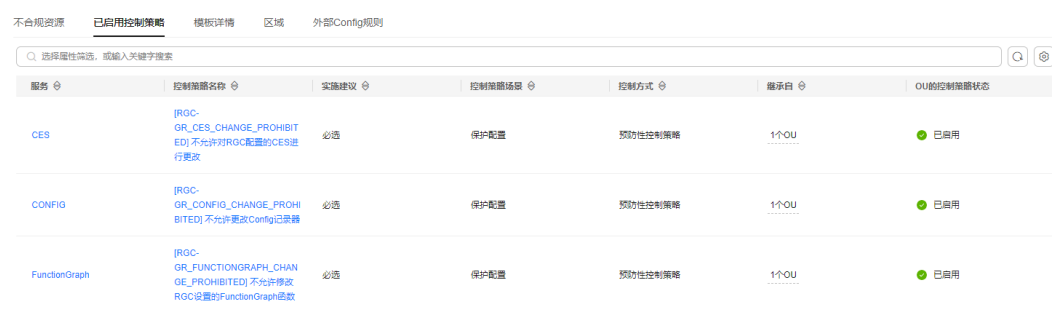 不合规资源 已启用控制策略 模板详情 区域 外部Config规则
选择属性筛选，或输入关键字搜索
服务 控制策略名称 实施建议 控制策略场景 控制方式 继承自 OU的控制策略状态
[RGC-
GR_CES_CHANGE_PROHIBIT
CES ED] 不允许对RGC配置的CES进 必选 保护配置 预防性控制策略 1个OU 已启用
行更改
[RGC-
CONFIG GR_CONFIG_CHANGE_PROHI 必选 保护配置 预防性控制策略 1个OU 已启用
BITED] 不允许更改Config记录器
[RGC-
GR_FUNCTIONGRAPH_CHAN
FunctionGraph GE_PROHIBITED] 不允许修改 必选 保护配置 预防性控制策略 1个OU 已启用
RGC设置的FunctionGraph函数